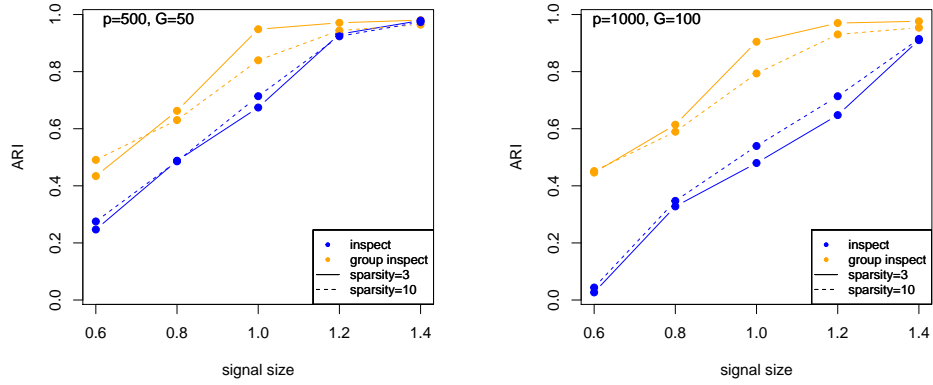 p=500, G=50
ARI
1.0
0.8
0.6
0.4
0.2
0.0
inspect
group inspect
sparsity=3
sparsity=10
0.6 0.8 1.0 1.2 1.4
signal size
p=1000, G=100
ARI
1.0
0.8
0.6
0.4
0.2
0.0
inspect
group inspect
sparsity=3
sparsity=10
0.6 0.8 1.0 1.2 1.4
signal size